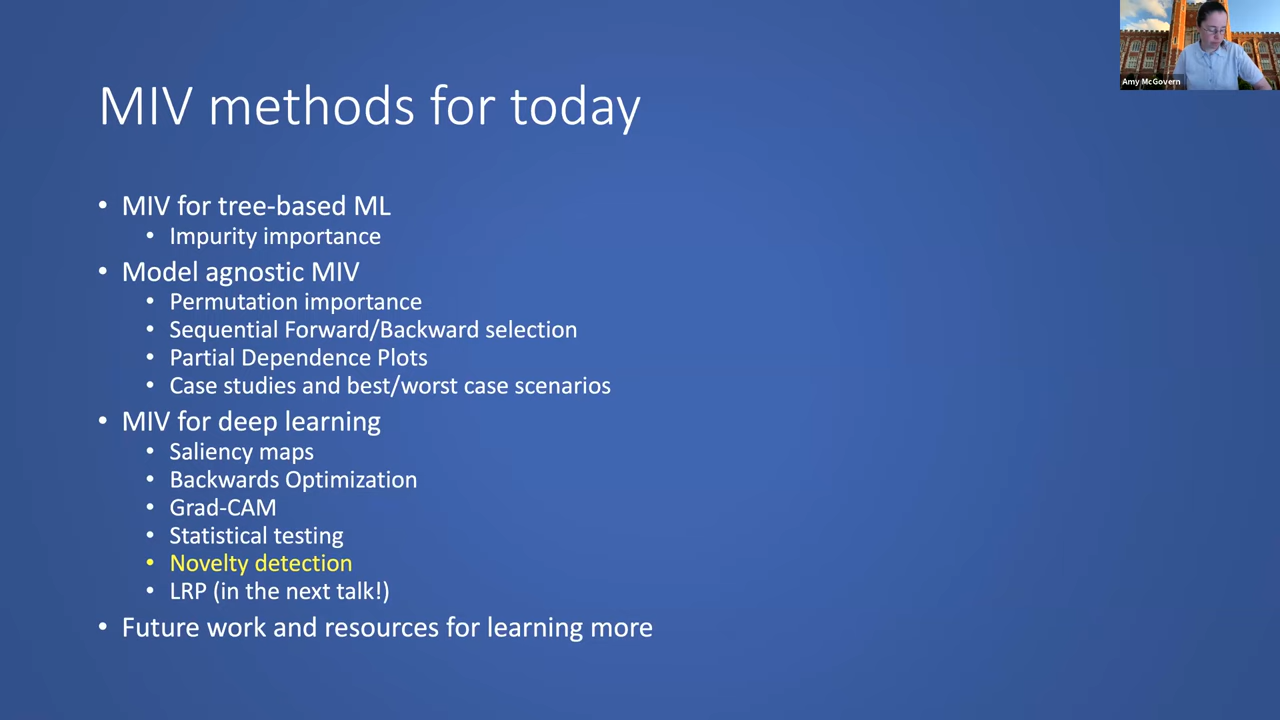 MIV methods for today
• MIV for tree-based ML
• Impurity importance
• Model agnostic MIV
• Permutation importance
• Sequential Forward/Backward selection
• Partial Dependence Plots
• Case studies and best/worst case scenarios
• MIV for deep learning
• Saliency maps
• Backwards Optimization
• Grad-CAM
• Statistical testing
• Novelty detection
• LRP (in the next talk!)
• Future work and resources for learning more
Amy McGovern